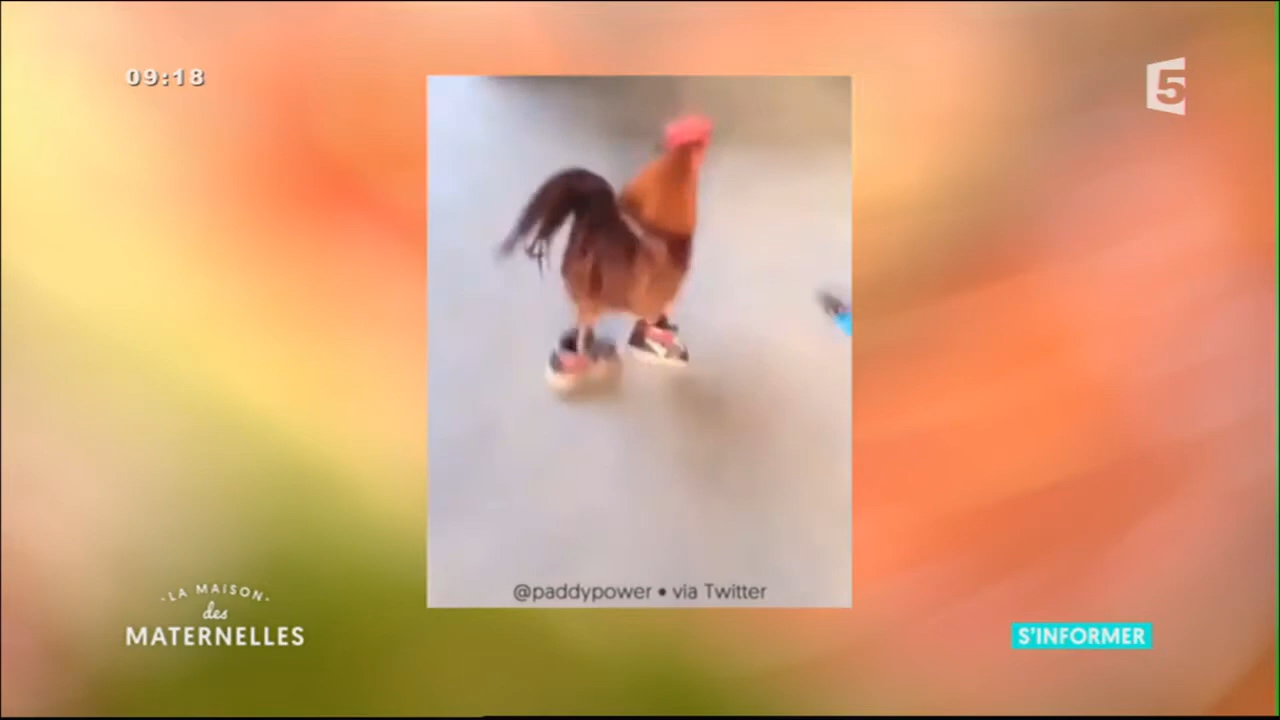 09:18
5
@paddypower • via Twitter
-LA MAISON-
des
MATERNELLES
S'INFORMER